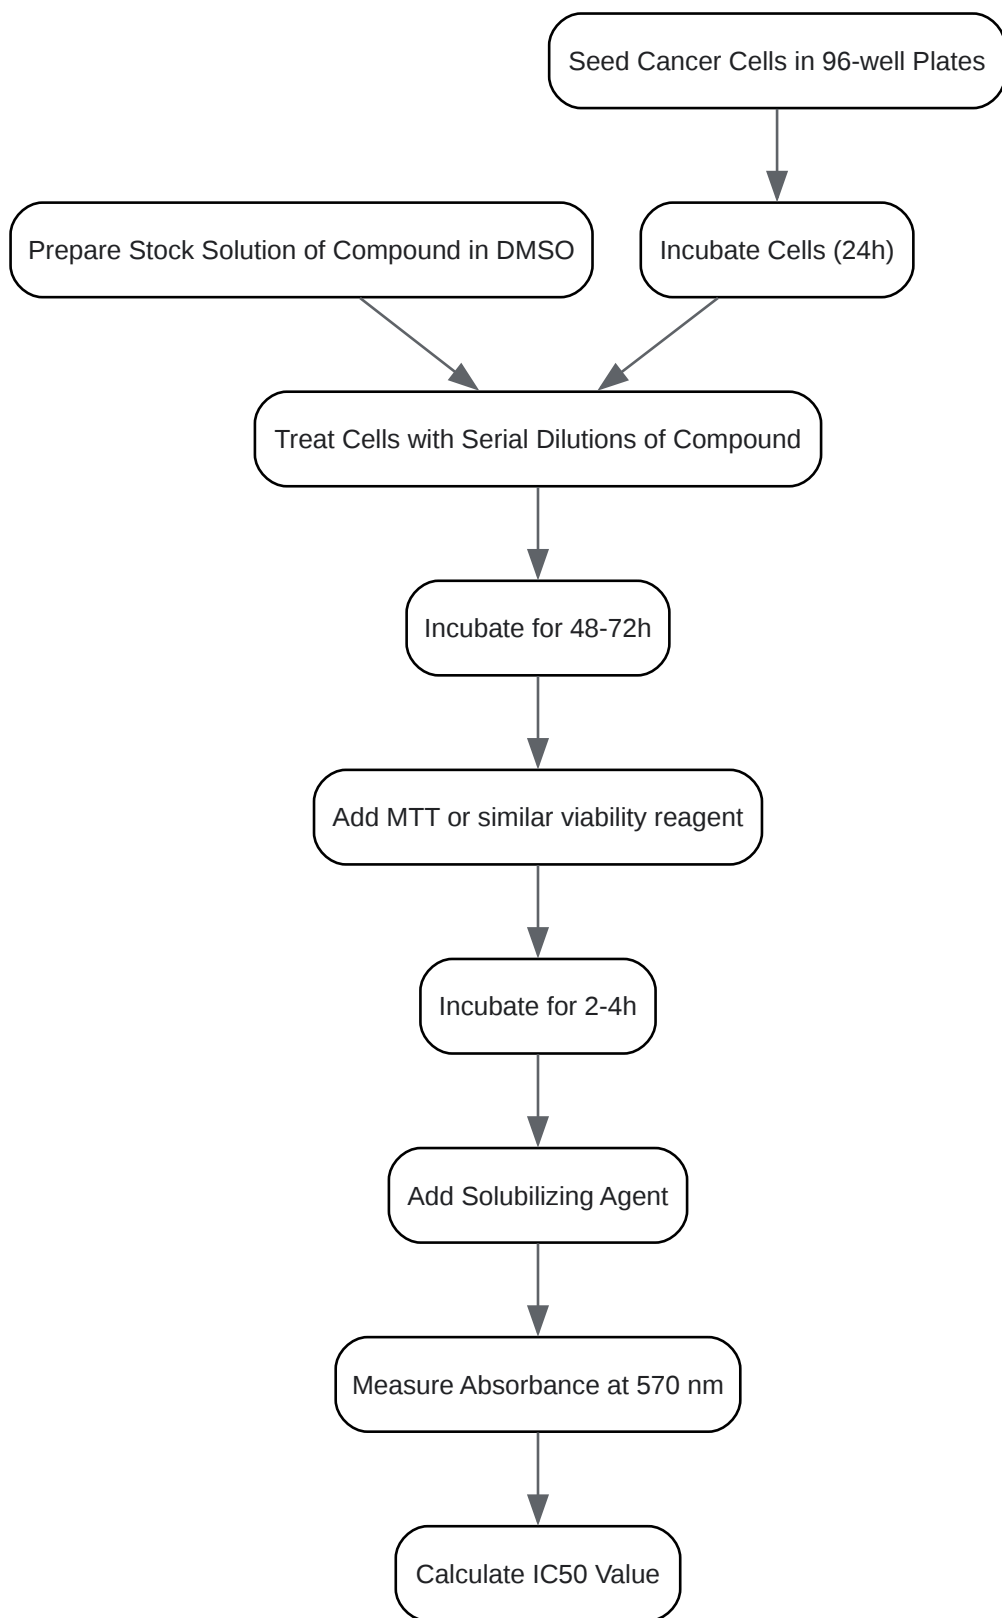 Seed Cancer Cells in 96-well Plates
Prepare Stock Solution of Compound in DMSO
Incubate Cells (24h)
Treat Cells with Serial Dilutions of Compound
Incubate for 48-72h
Add MTT or similar viability reagent
Incubate for 2-4h
Add Solubilizing Agent
Measure Absorbance at 570 nm
Calculate IC50 Value